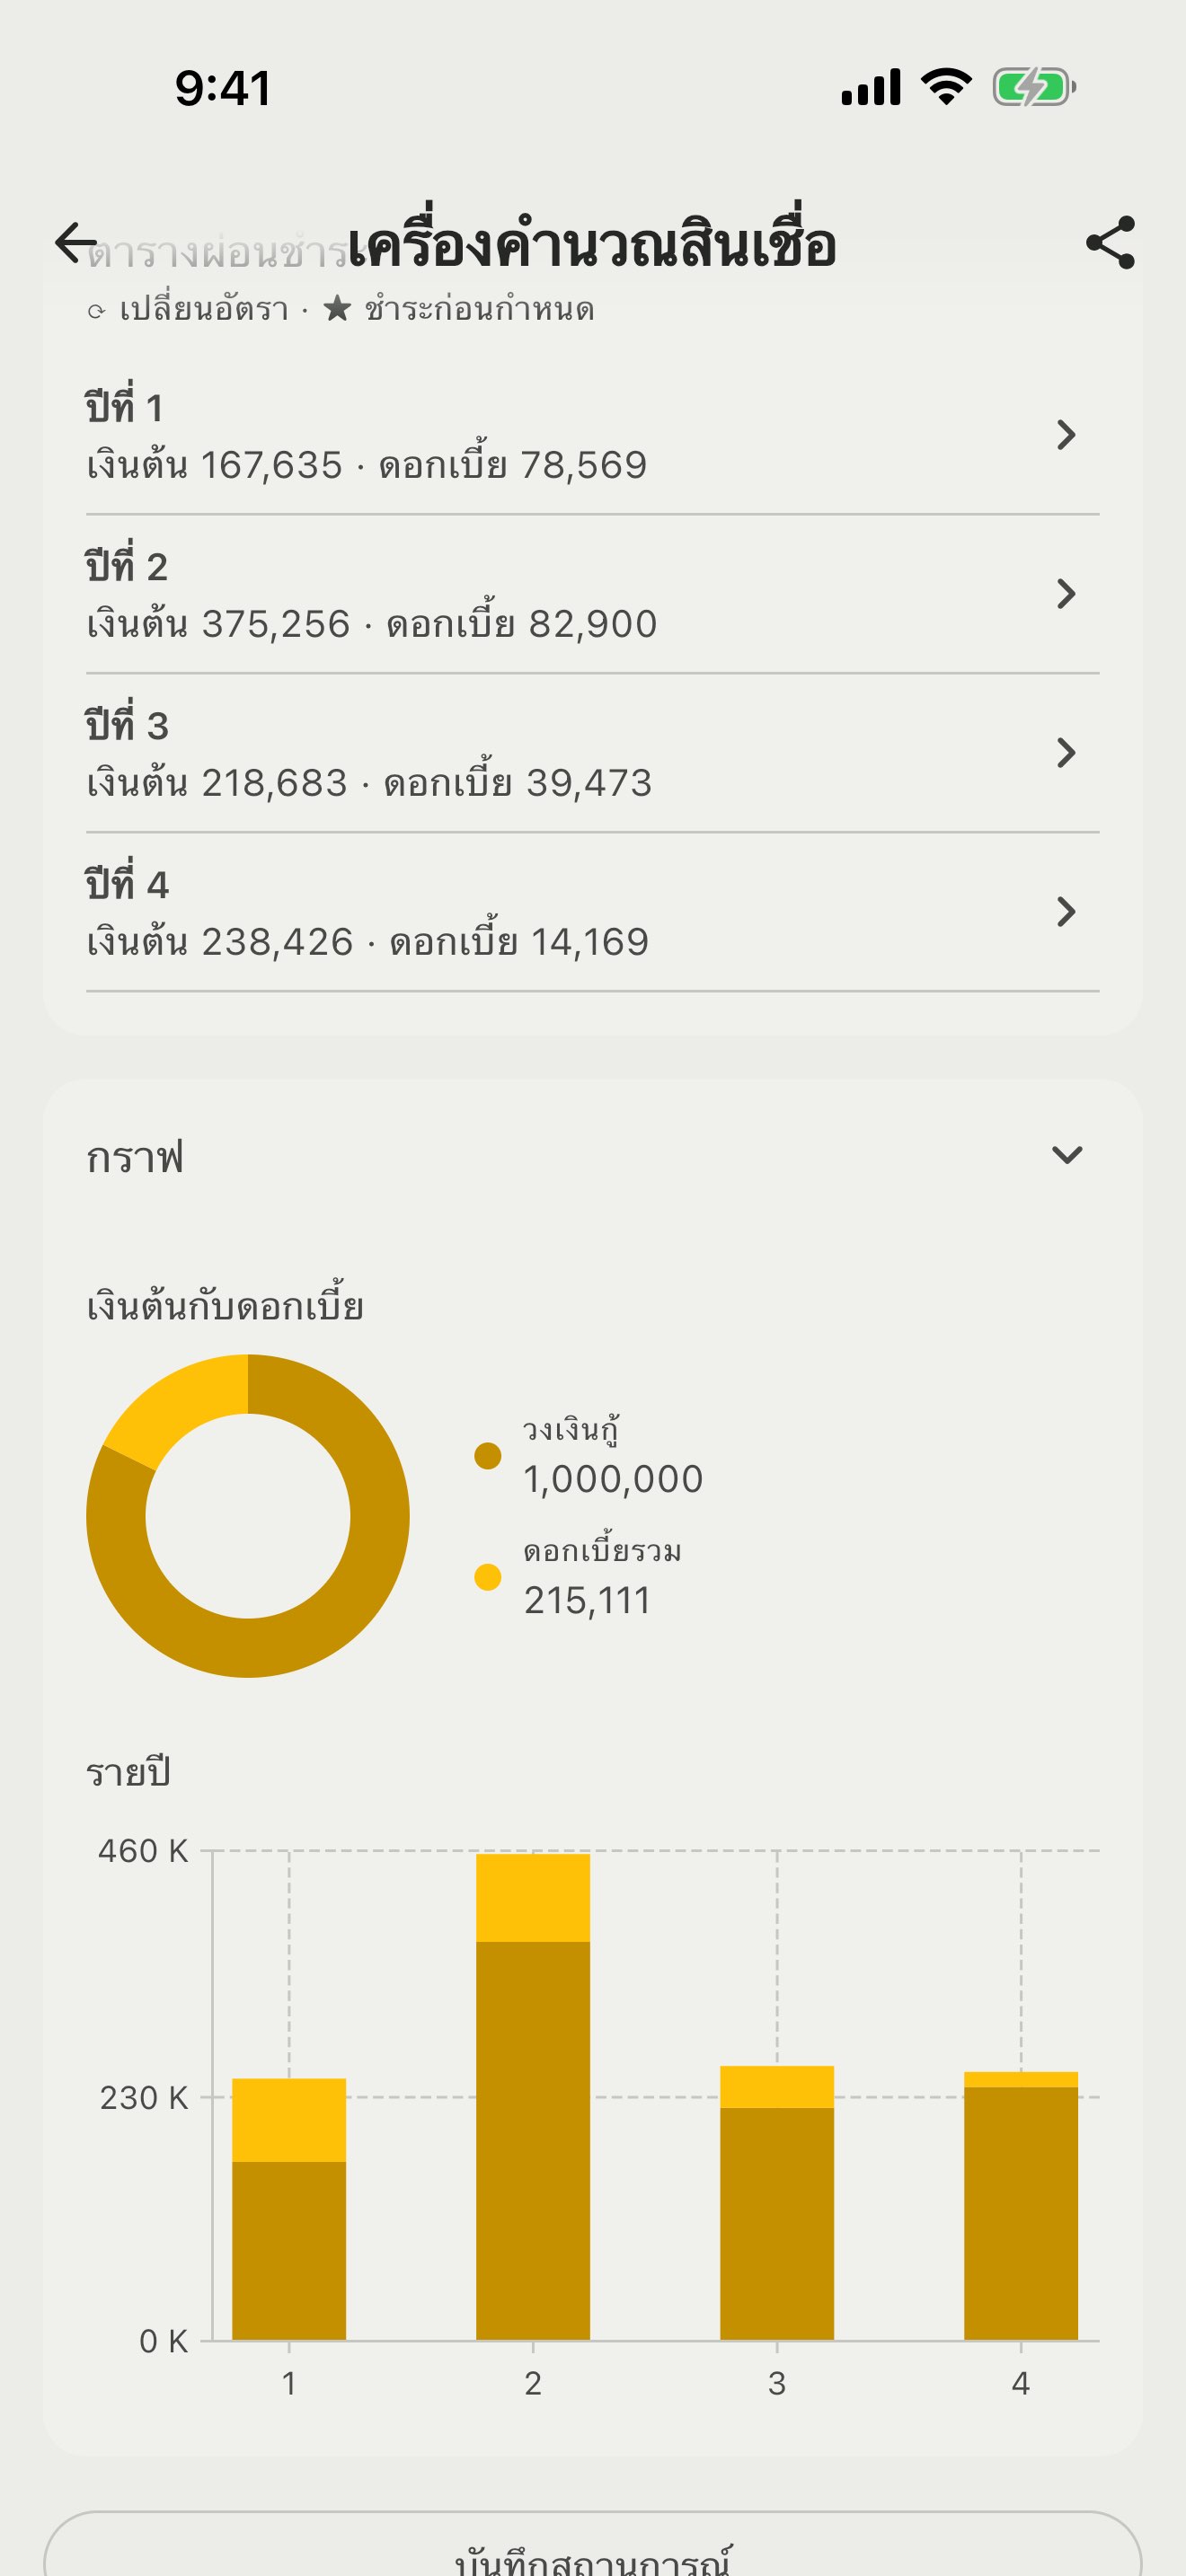 9:41
เครื่องคำนวณสินเชื่อ
ตารางผ่อนชำระ
⟳ เปลี่ยนอัตรา · ★ ชำระก่อนกำหนด
ปีที่ 1
เงินต้น 167,635 · ดอกเบี้ย 78,569
ปีที่ 2
เงินต้น 375,256 · ดอกเบี้ย 82,900
ปีที่ 3
เงินต้น 218,683 · ดอกเบี้ย 39,473
ปีที่ 4
เงินต้น 238,426 · ดอกเบี้ย 14,169
กราฟ
เงินต้นกับดอกเบี้ย
วงเงินกู้
1,000,000
ดอกเบี้ยรวม
215,111
รายปี
460 K
230 K
0 K
1 2 3 4
บันทึกสถานการณ์